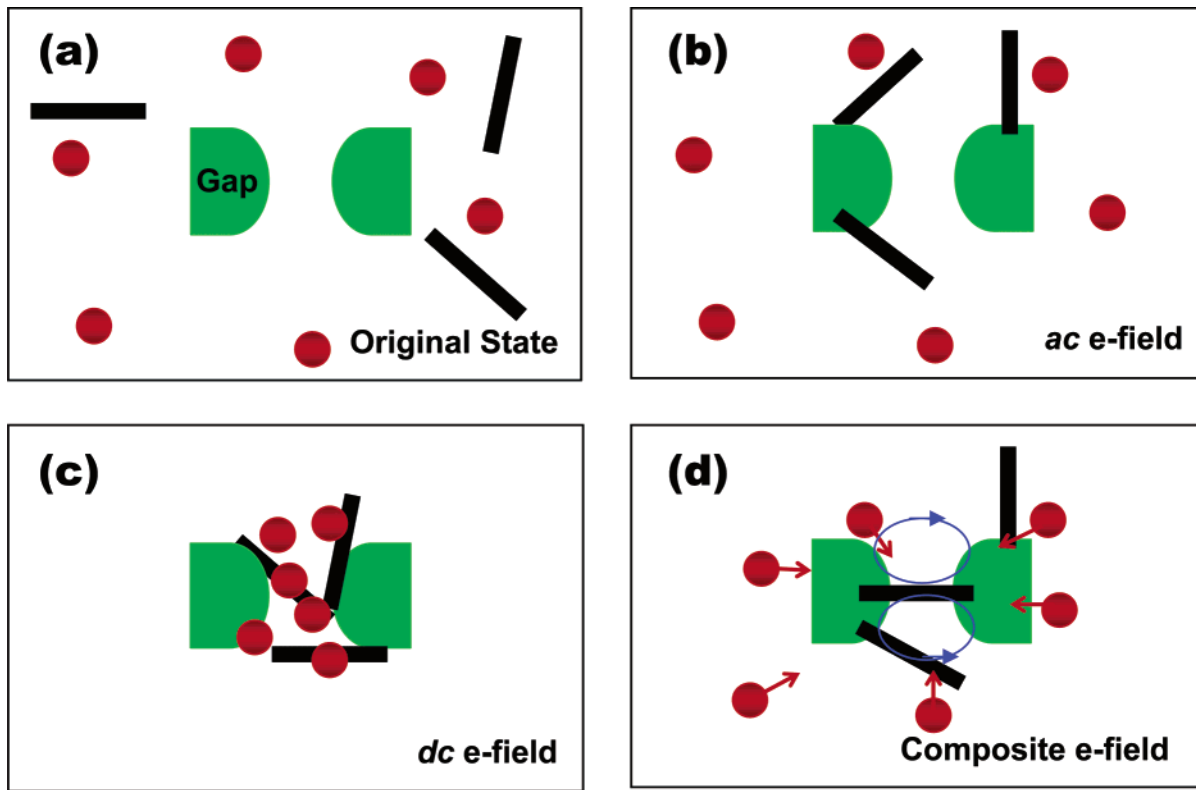 (a)
Gap
Original State
(b)
ac e-field
(c)
dc e-field
(d)
Composite e-field